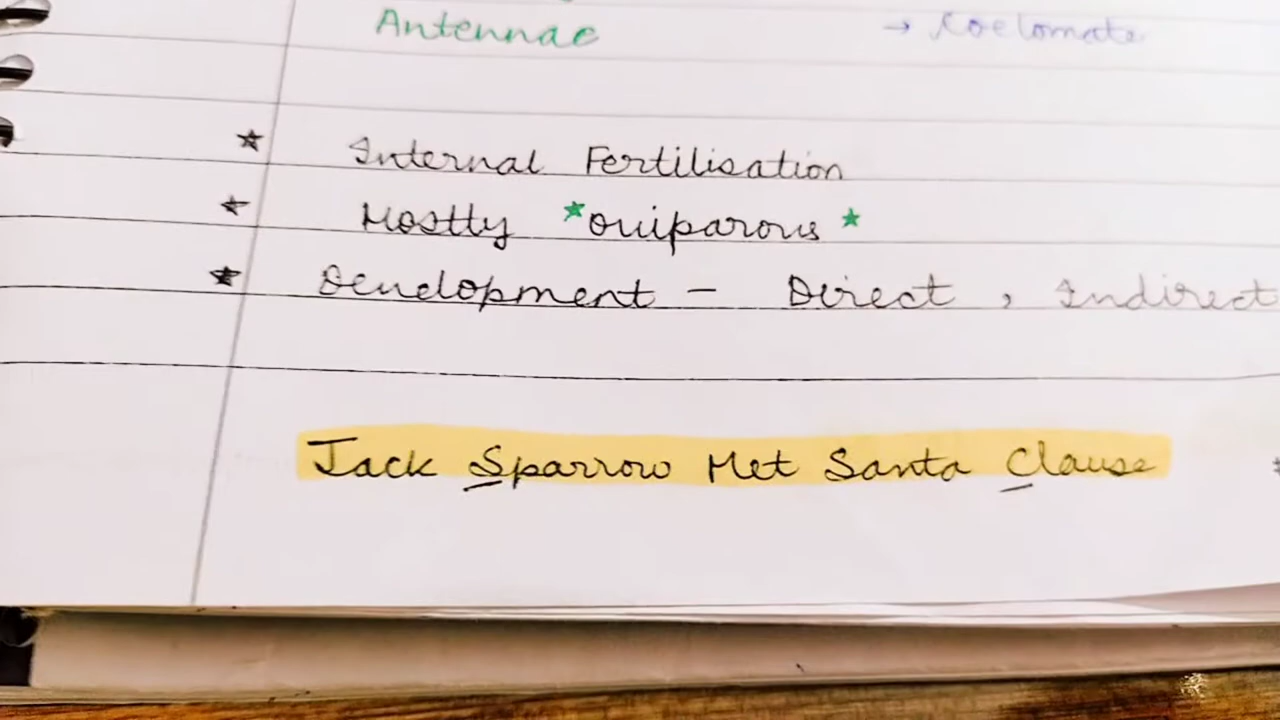 Antennae → Coelomate
★ Internal Fertilisation
★ Mostly *oviparous*
★ Development - Direct, Indirect
Jack Sparrow Met Santa Clause